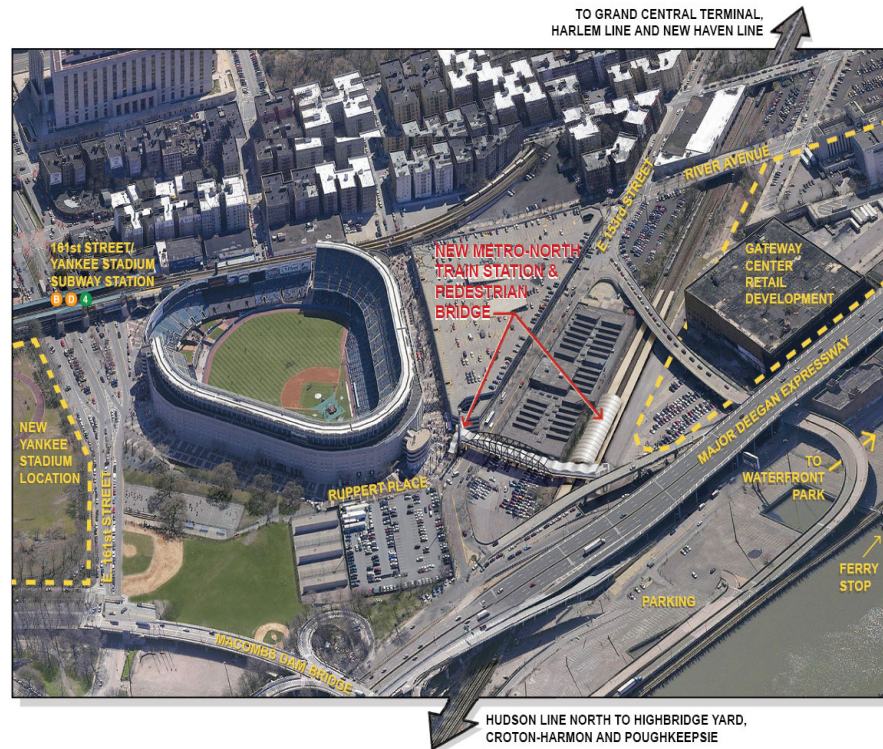 TO GRAND CENTRAL TERMINAL,
HARLEM LINE AND NEW HAVEN LINE
RIVER AVENUE
E. 153rd STREET
161st STREET/
YANKEE STADIUM
SUBWAY STATION
B D 4
NEW METRO-NORTH
TRAIN STATION &
PEDESTRIAN
BRIDGE
GATEWAY
CENTER
RETAIL
DEVELOPMENT
MAJOR DEEGAN EXPRESSWAY
NEW
YANKEE
STADIUM
LOCATION
E. 161st STREET
RUPPERT PLACE
TO
WATERFRONT
PARK
FERRY
STOP
PARKING
MACOMBS DAM BRIDGE
HUDSON LINE NORTH TO HIGHBRIDGE YARD,
CROTON-HARMON AND POUGHKEEPSIE